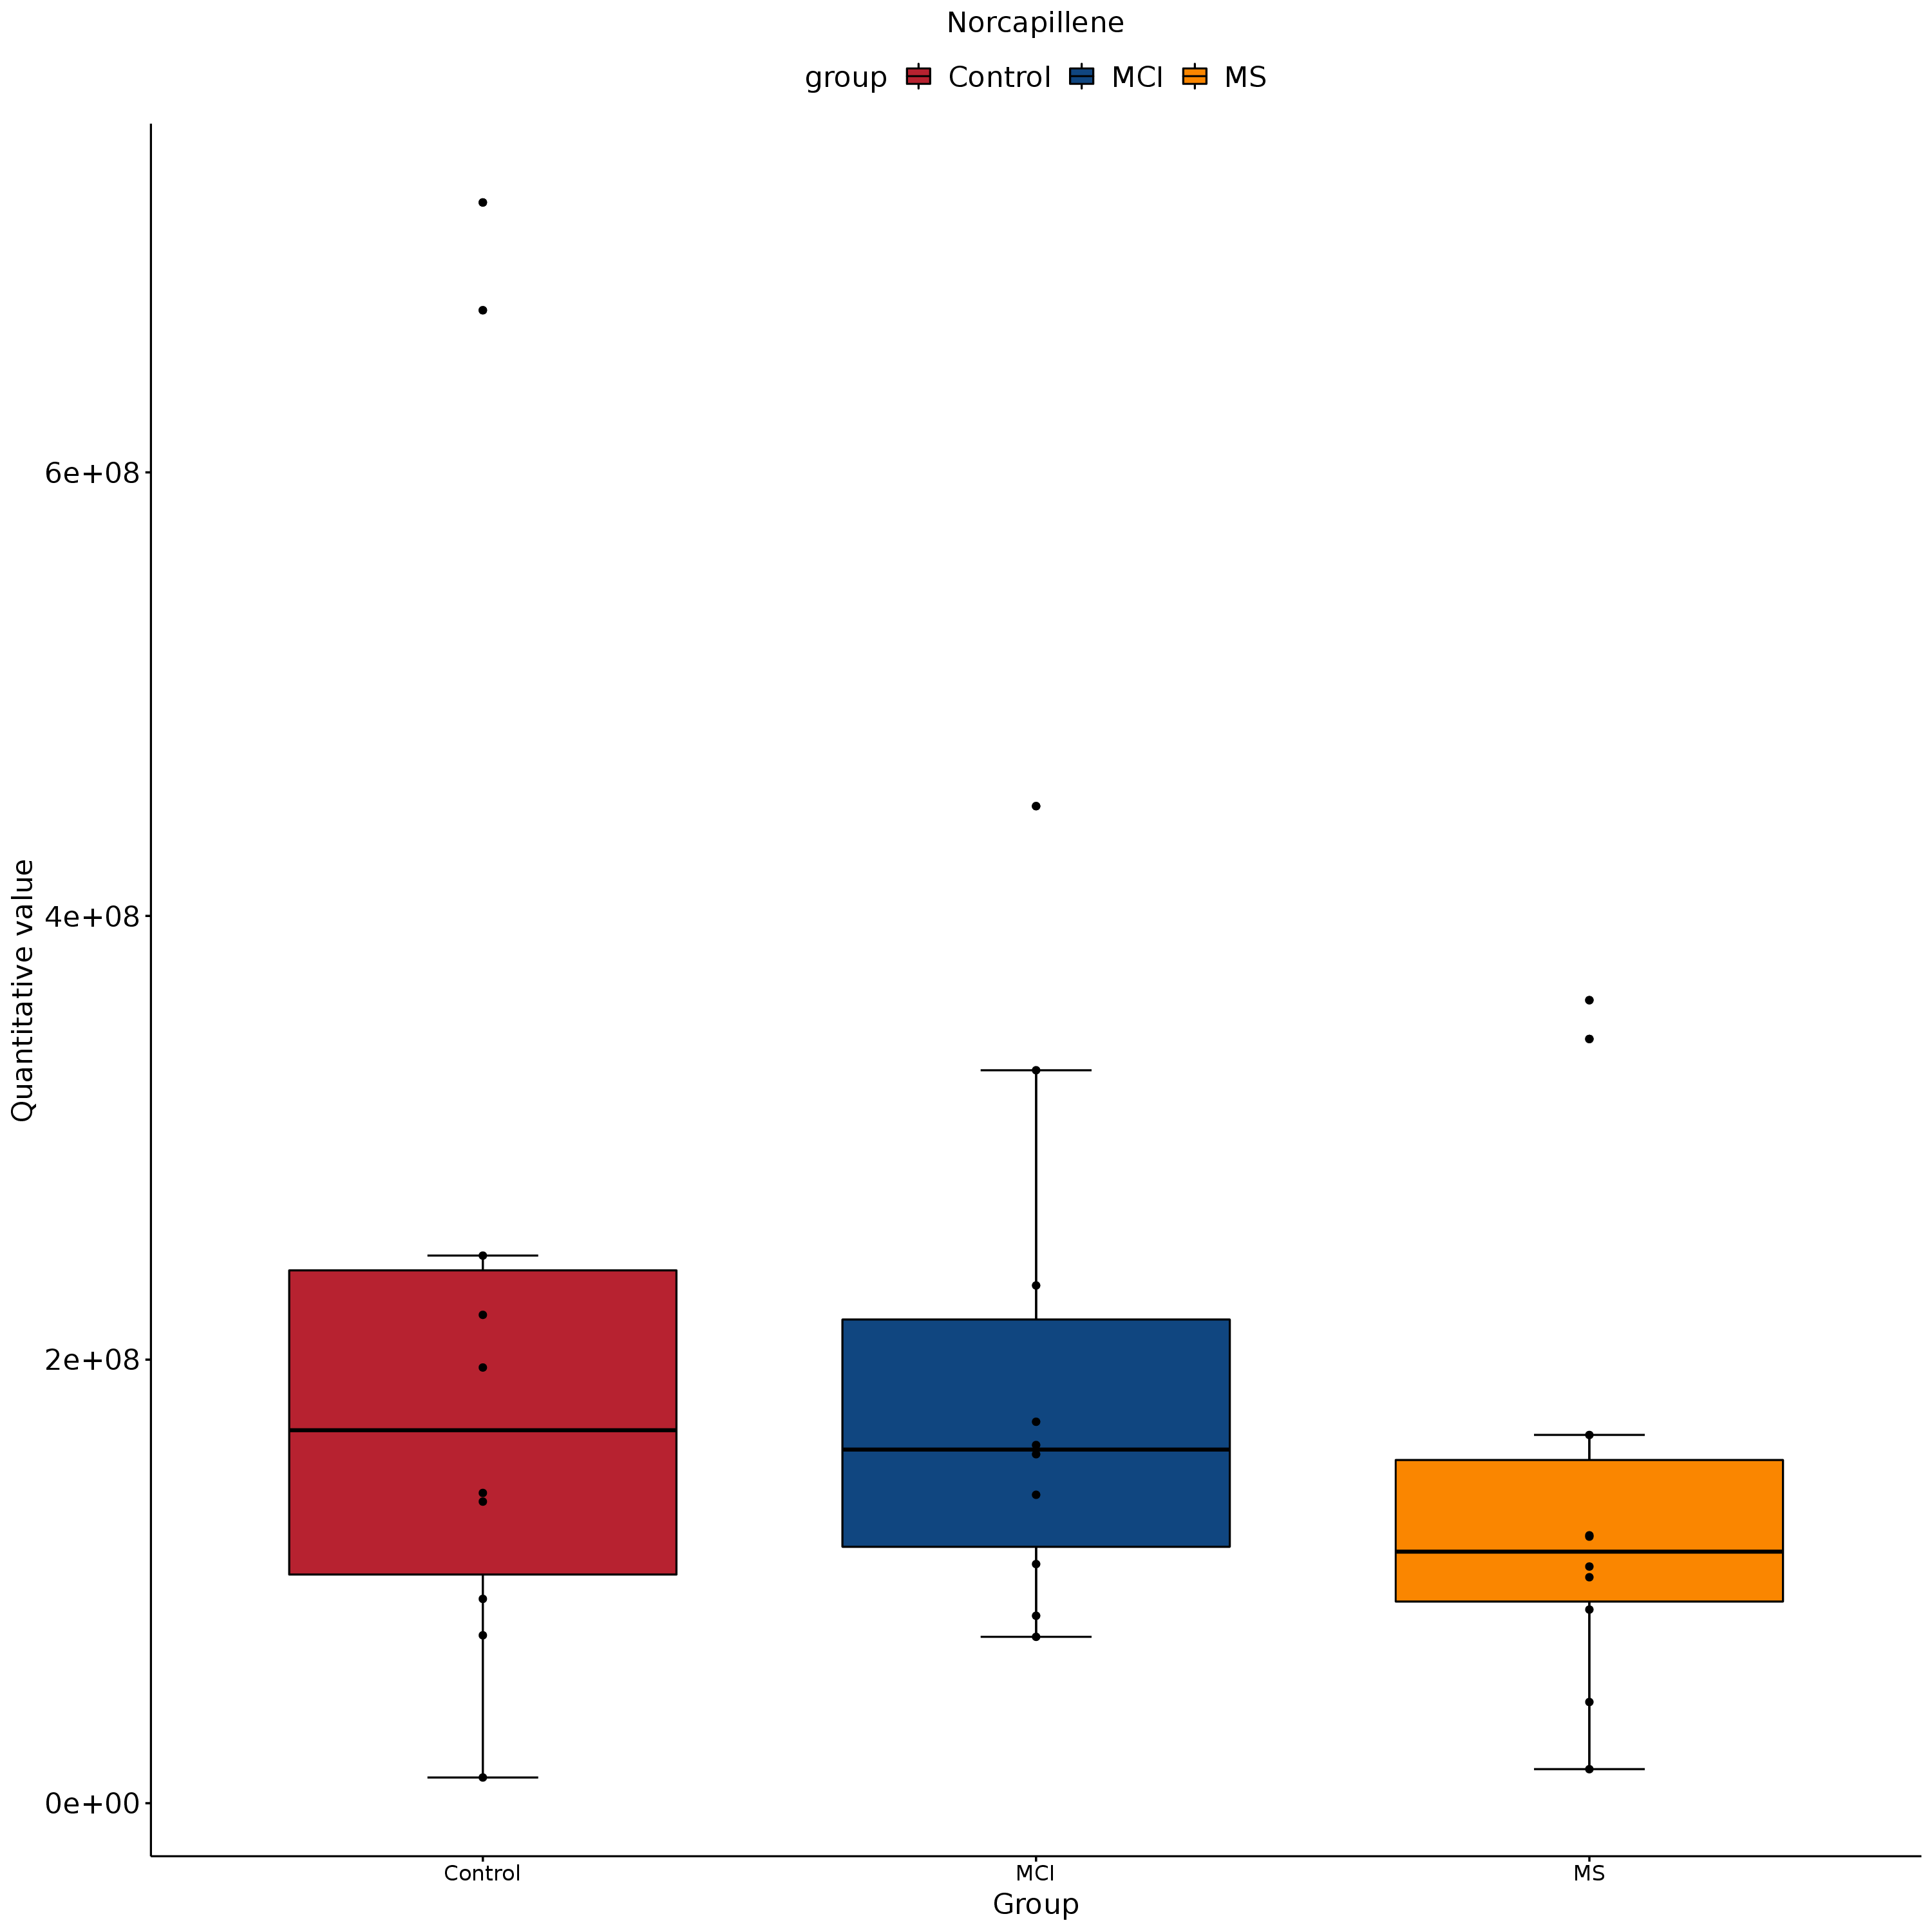 Norcapillene
group Control MCI MS
Quantitative value
6e+08
4e+08
2e+08
0e+00
Control MCI MS
Group